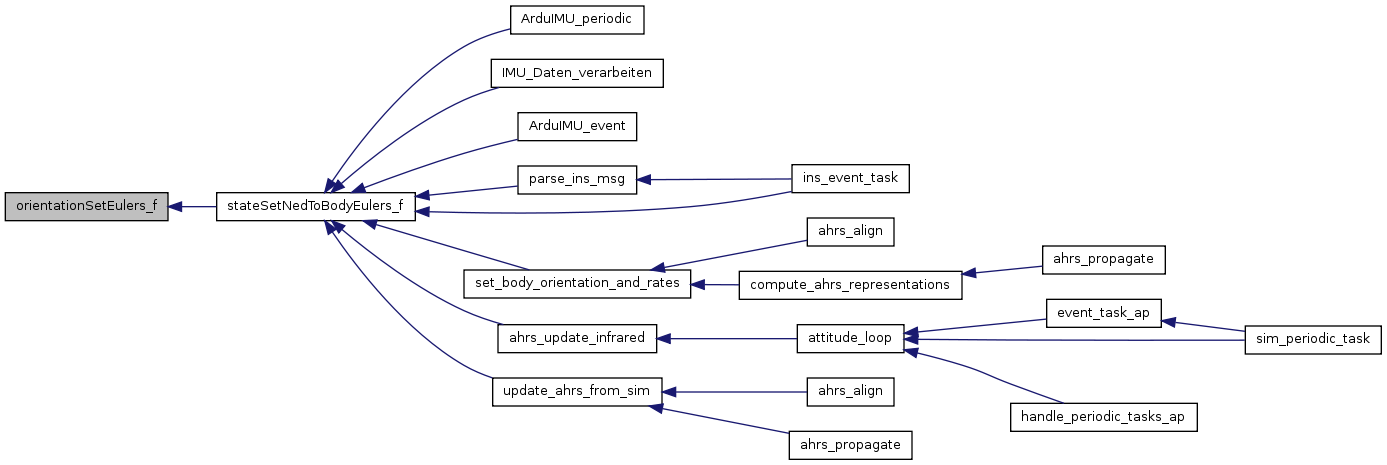 ArduIMU_periodic
IMU_Daten_verarbeiten
ArduIMU_event
parse_ins_msg
ins_event_task
orientationSetEulers_f
stateSetNedToBodyEulers_f
ahrs_align
ahrs_propagate
set_body_orientation_and_rates
compute_ahrs_representations
event_task_ap
ahrs_update_infrared
attitude_loop
sim_periodic_task
update_ahrs_from_sim
ahrs_align
handle_periodic_tasks_ap
ahrs_propagate